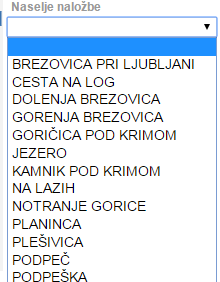 Naselje naložbe
BREZOVICA PRI LJUBLJANI
CESTA NA LOG
DOLENJA BREZOVICA
GORENJA BREZOVICA
GORIČICA POD KRIMOM
JEZERO
KAMNIK POD KRIMOM
NA LAZIH
NOTRANJE GORICE
PLANINCA
PLEŠIVICA
PODPEČ
PODPEŠKA